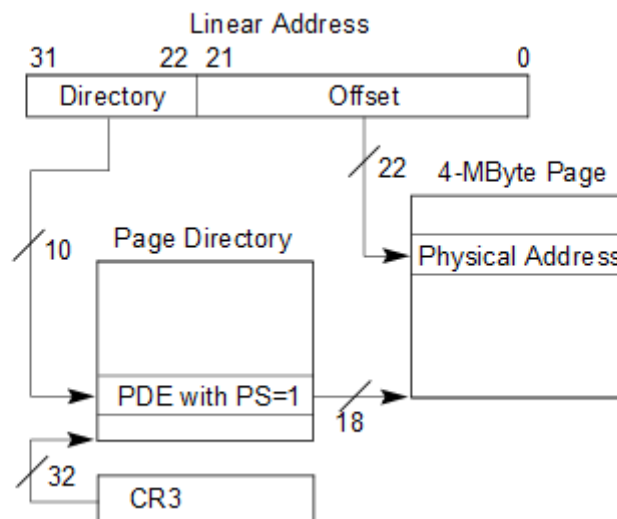 Linear Address
31 22 21 0
Directory Offset
22
4-MByte Page
10
Page Directory
Physical Address
PDE with PS=1
18
32
CR3